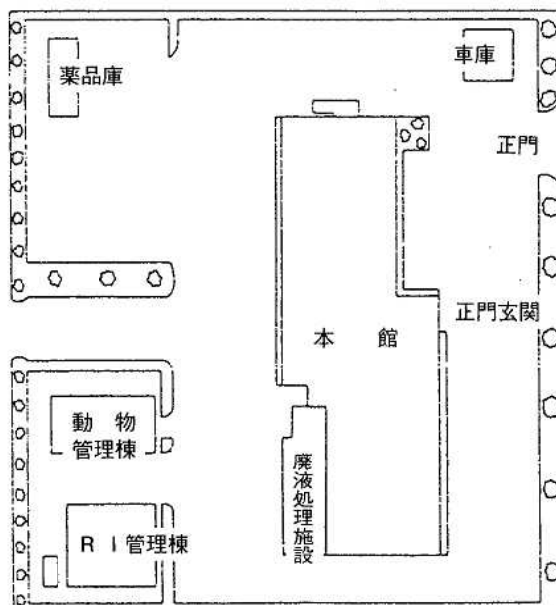 薬品庫
車庫
正門
正門玄関
本 館
動 物
管理棟
廃液処理施設
R I 管理棟